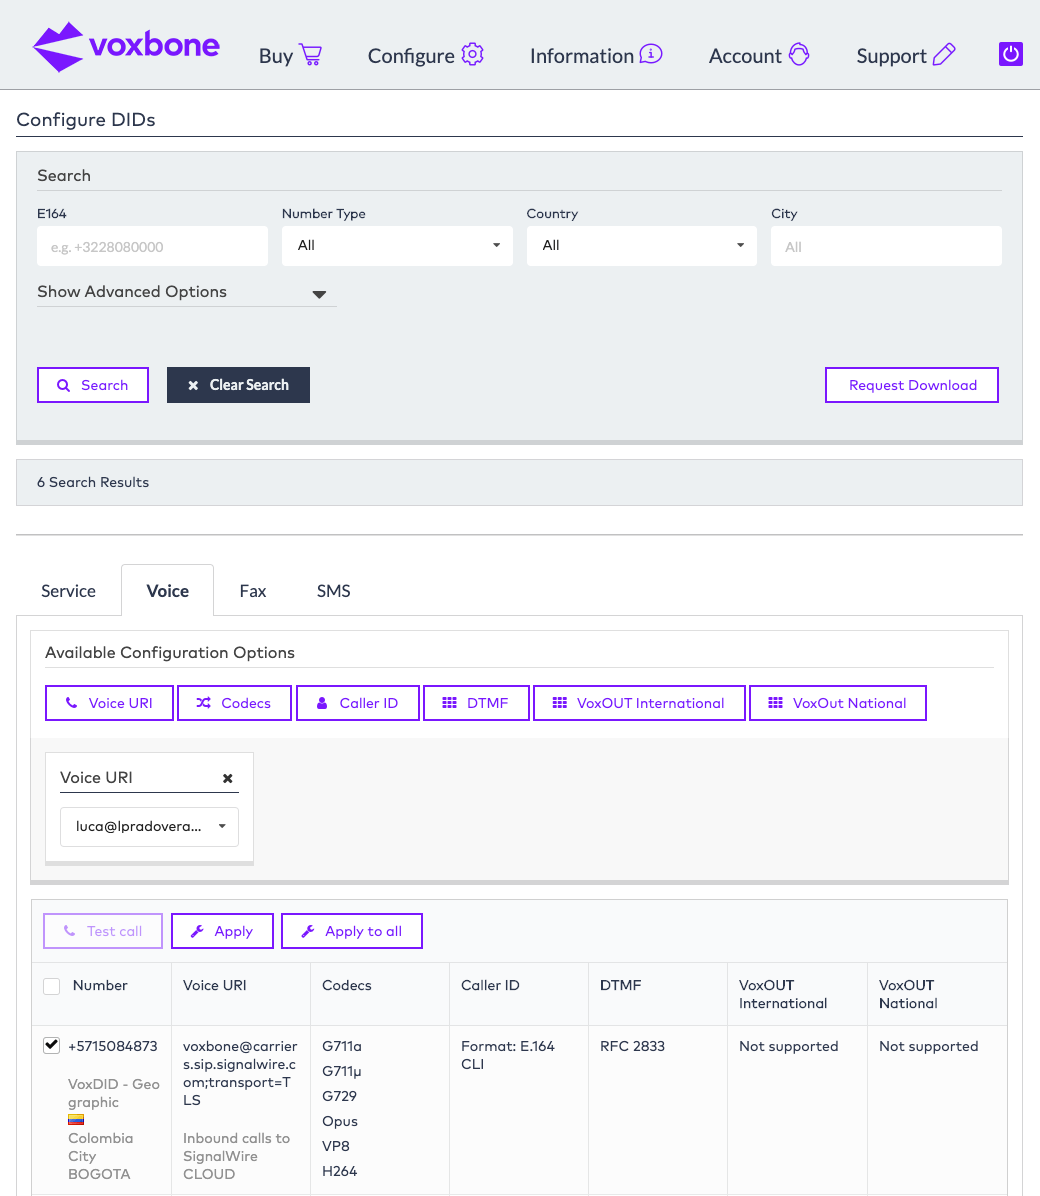 voxbone
Buy Configure Information Account Support
Configure DIDs
Search
E164 Number Type Country City
e.g. +3228080000 All All All
Show Advanced Options
Search Clear Search Request Download
6 Search Results
Service Voice Fax SMS
Available Configuration Options
Voice URI Codecs Caller ID DTMF VoxOUT International VoxOut National
Voice URI
luca@lpradovera...
Test call Apply Apply to all
Number Voice URI Codecs Caller ID DTMF VoxOUT International VoxOUT National
+5715084873
VoxDID - Geo
graphic
Colombia
City
BOGOTA
voxbone@carrier
s.sip.signalwire.c
om;transport=T
LS
Inbound calls to
SignalWire
CLOUD
G711a
G711µ
G729
Opus
VP8
H264
Format: E.164
CLI
RFC 2833
Not supported
Not supported